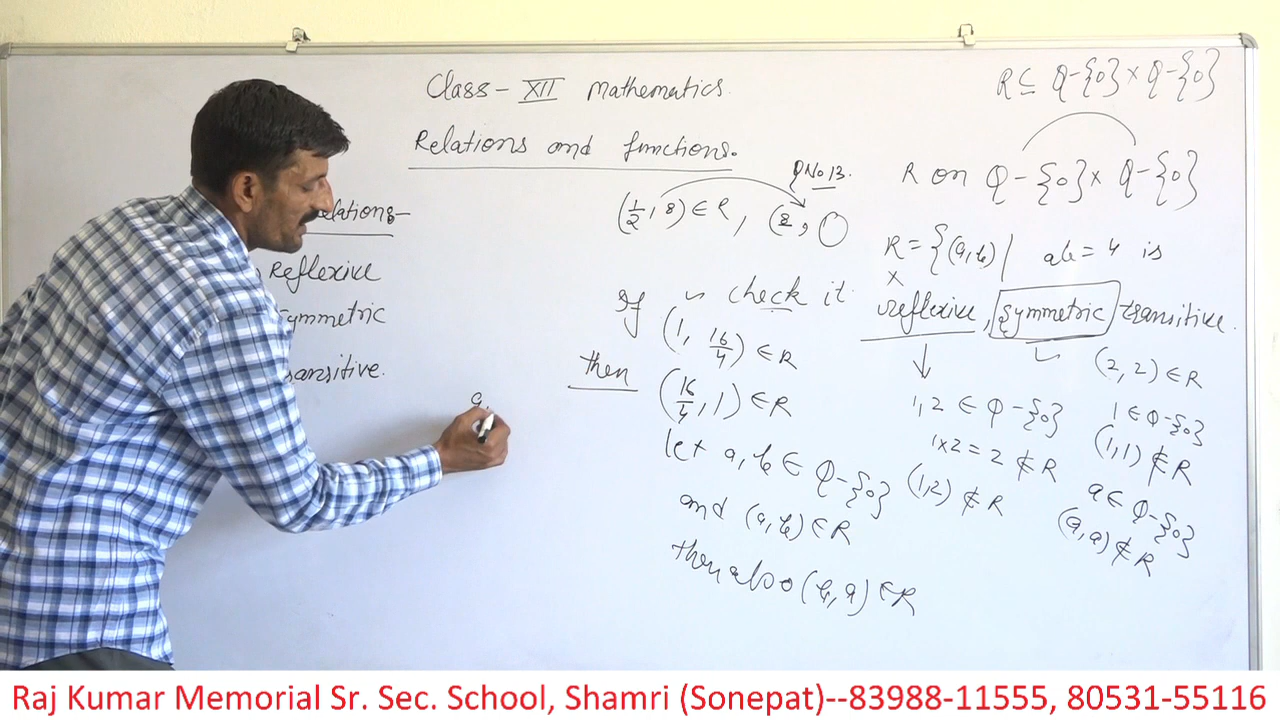 Class - XII Mathematics.
Relations and functions.
Relations-
Reflexive
Symmetric
Transitive.
a,
Q No 13.
(1/2, 8) ∈ R, (8,
If
check it
(1, 16/4) ∈ R
then (16/4, 1) ∈ R
let a, b ∈ Q-{0}
and (a, b) ∈ R
then also (b, a) ∈ R
R ⊆ Q-{0} × Q-{0}
R on Q-{0} × Q-{0}
R = {(a, b) | ab = 4 is
×
reflexive, symmetric, transitive.
1, 2 ∈ Q-{0}
1×2 = 2 ∉ R
(1,2) ∉ R
(2, 2) ∈ R
1 ∈ Q-{0}
(1,1) ∉ R
a ∈ Q-{0}
(a, a) ∉ R
Raj Kumar Memorial Sr. Sec. School, Shamri (Sonepat)--83988-11555, 80531-55116